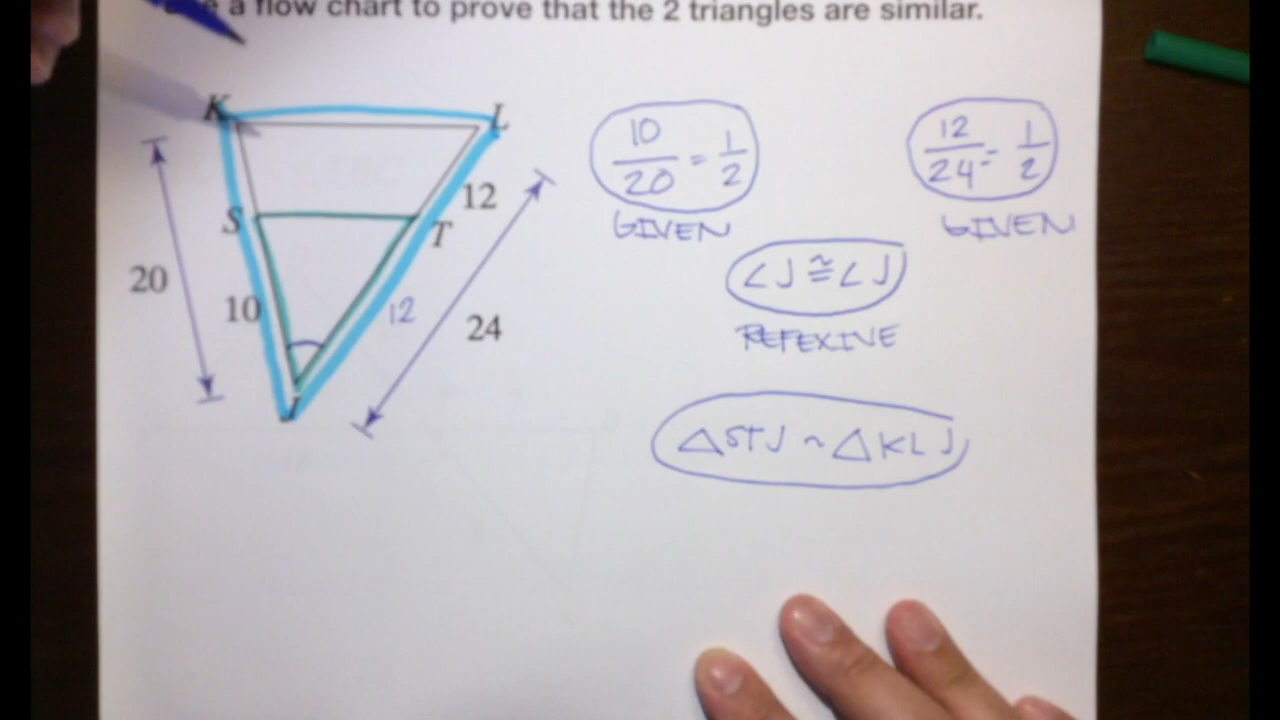 a flow chart to prove that the 2 triangles are similar.
K
L
12
S
T
20
10
12
24
J
10/20 = 1/2
GIVEN
12/24 = 1/2
GIVEN
∠J ≅ ∠J
REFEXIVE
△STJ ~ △KLJ